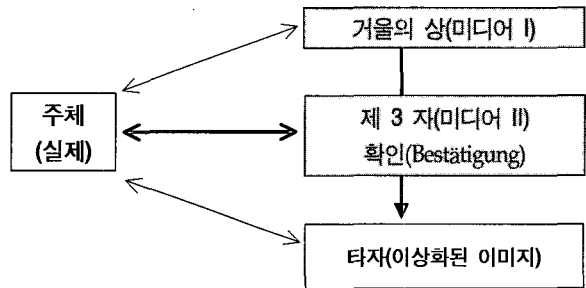 거울의 상(미디어 I)
주체
(실제)
제 3 자(미디어 II)
확인(Bestätigung)
타자(이상화된 이미지)